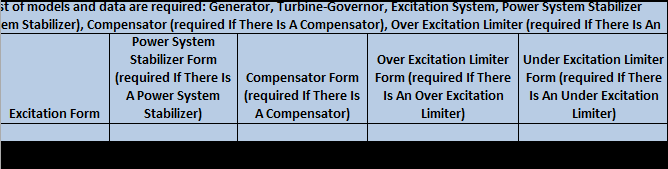 st of models and data are required: Generator, Turbine-Governor, Excitation System, Power System Stabilizer
em Stabilizer), Compensator (required If There Is A Compensator), Over Excitation Limiter (required If There Is An
Excitation Form
Power System
Stabilizer Form
(required If There Is
A Power System
Stabilizer)
Compensator Form
(required If There Is
A Compensator)
Over Excitation Limiter
Form (required If There
Is An Over Excitation
Limiter)
Under Excitation Limiter
Form (required If There
Is An Under Excitation
Limiter)